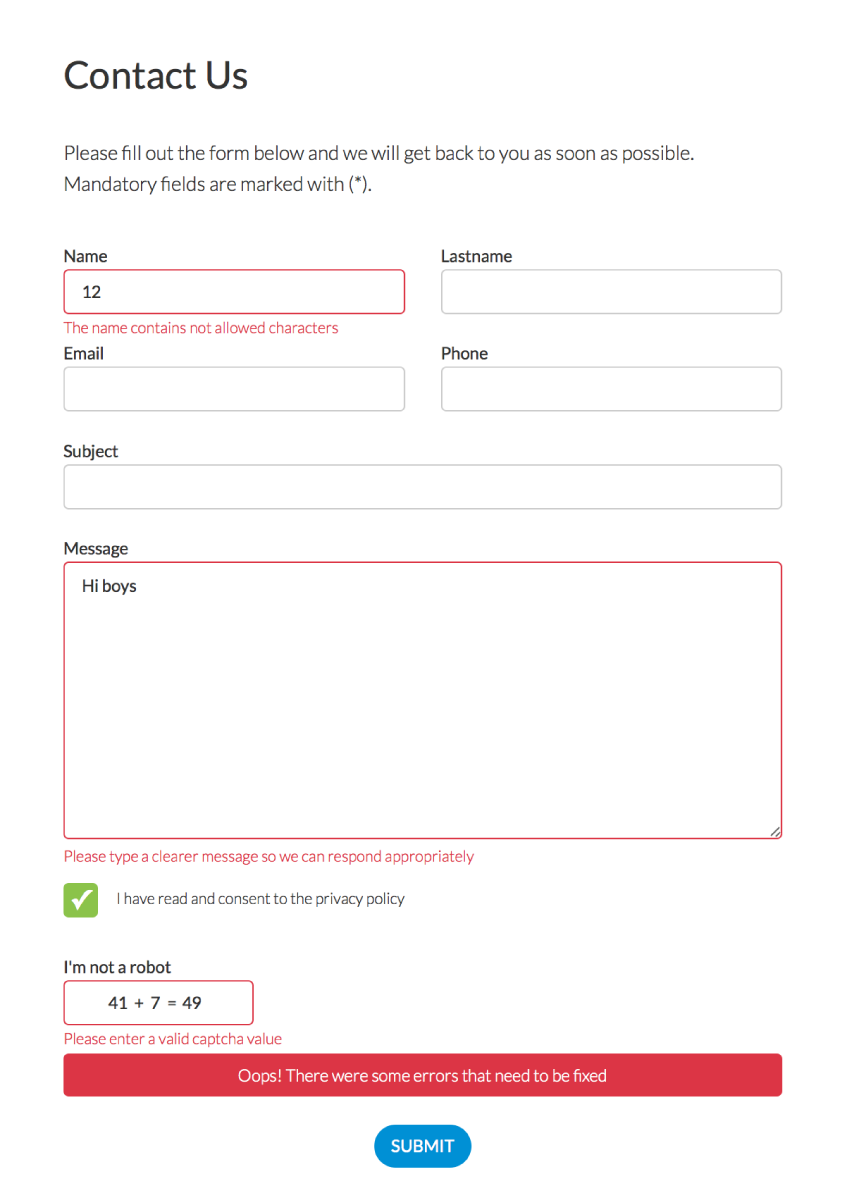 Contact Us
Please fill out the form below and we will get back to you as soon as possible.
Mandatory fields are marked with (*).
Name
Lastname
12
The name contains not allowed characters
Email
Phone
Subject
Message
Hi boys
Please type a clearer message so we can respond appropriately
I have read and consent to the privacy policy
I'm not a robot
41 + 7 = 49
Please enter a valid captcha value
Oops! There were some errors that need to be fixed
SUBMIT